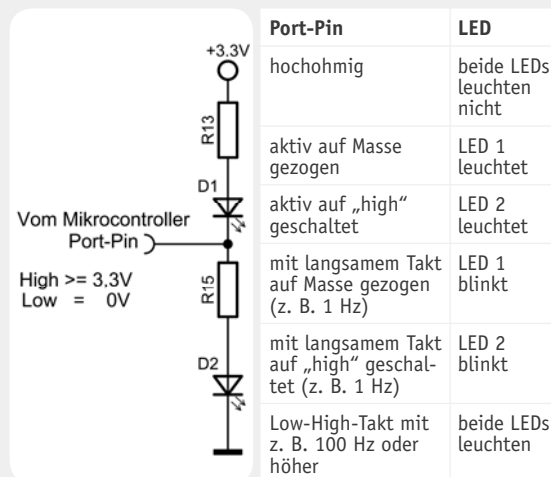 +3.3V
R13
D1
Vom Mikrocontroller
Port-Pin
High >= 3.3V
Low = 0V
R15
D2
Port-Pin LED
hochohmig beide LEDs
leuchten
nicht
aktiv auf Masse LED 1
gezogen leuchtet
aktiv auf „high“ LED 2
geschaltet leuchtet
mit langsamem Takt LED 1
auf Masse gezogen blinkt
(z. B. 1 Hz)
mit langsamem Takt LED 2
auf „high“ geschal- blinkt
tet (z. B. 1 Hz)
Low-High-Takt mit beide LEDs
z. B. 100 Hz oder leuchten
höher